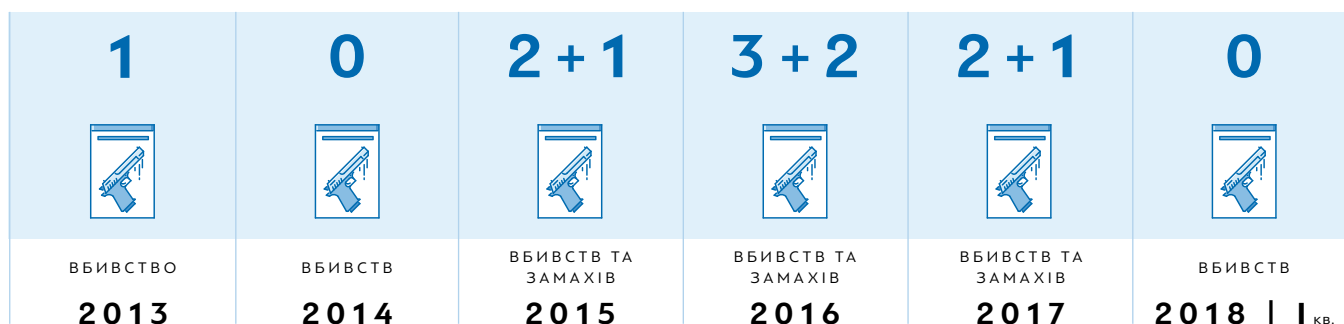 1
0
2 + 1
3 + 2
2 + 1
0
ВБИВСТВО
2013
ВБИВСТВ
2014
ВБИВСТВ ТА
ЗАМАХІВ
2015
ВБИВСТВ ТА
ЗАМАХІВ
2016
ВБИВСТВ ТА
ЗАМАХІВ
2017
ВБИВСТВ
2018 | I кв.